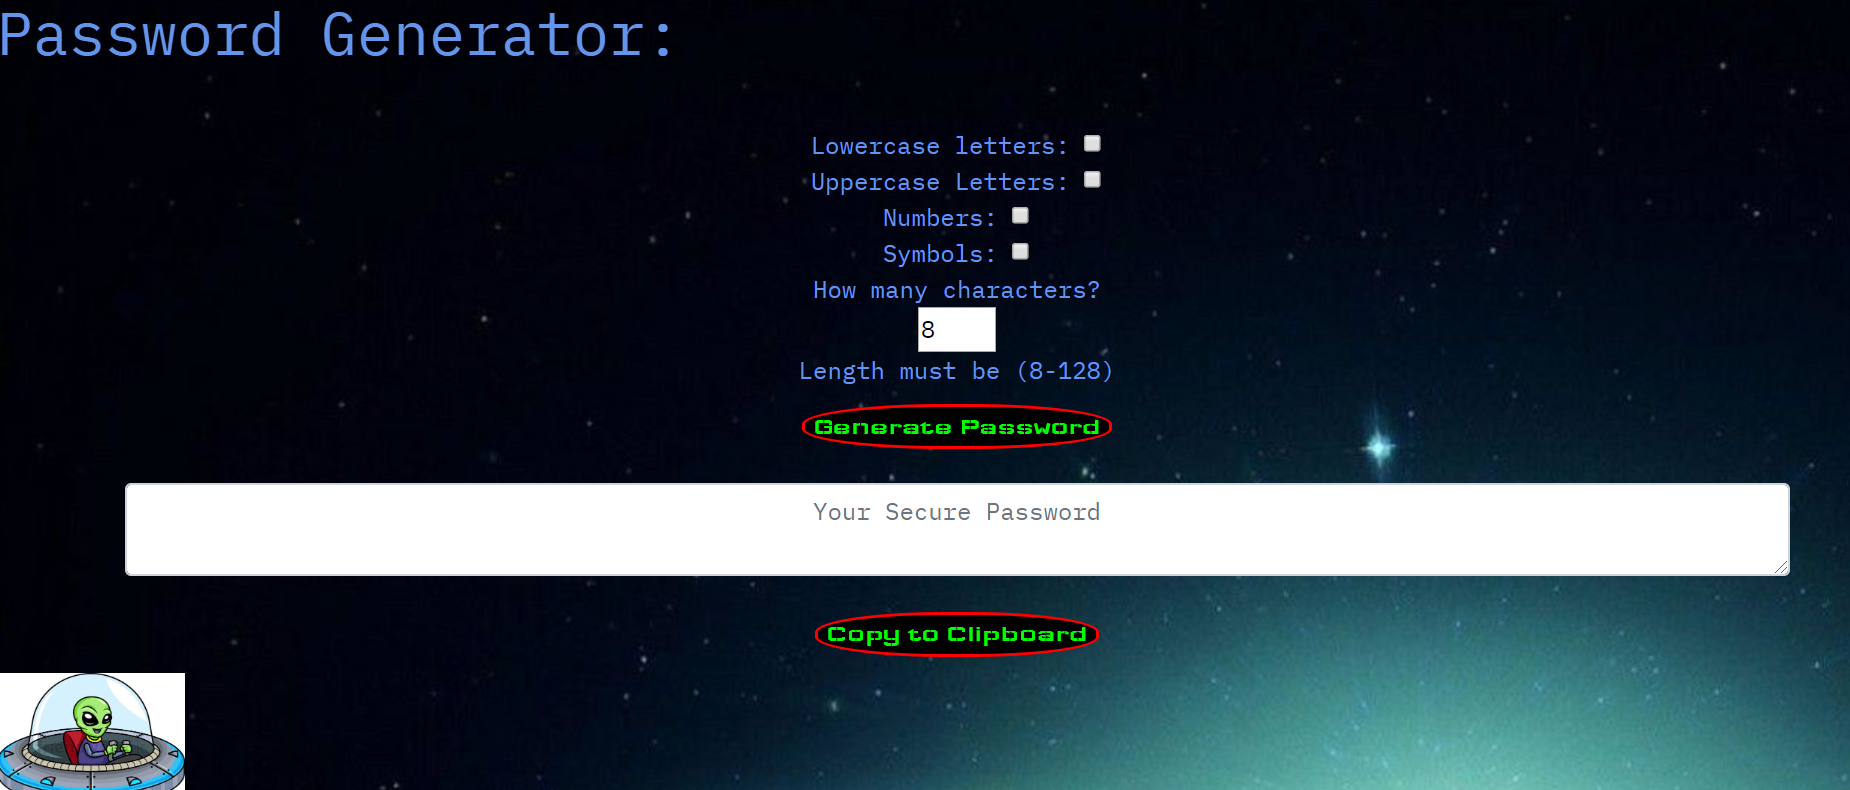 Password Generator:
Lowercase letters:
Uppercase Letters:
Numbers:
Symbols:
How many characters?
8
Length must be (8-128)
Generate Password
Your Secure Password
Copy to Clipboard